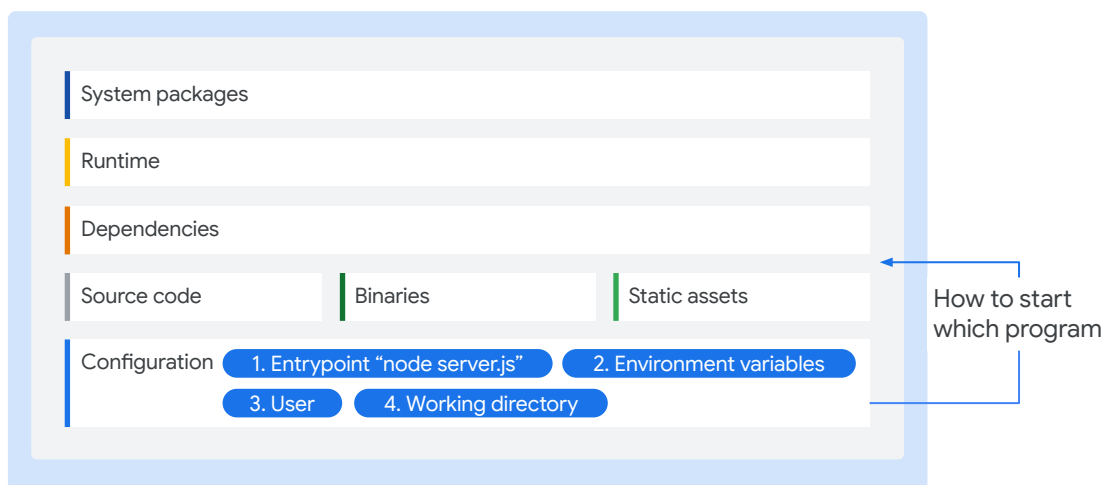 System packages
Runtime
Dependencies
Source code
Binaries
Static assets
How to start
which program
Configuration
1. Entrypoint “node server.js”
2. Environment variables
3. User
4. Working directory